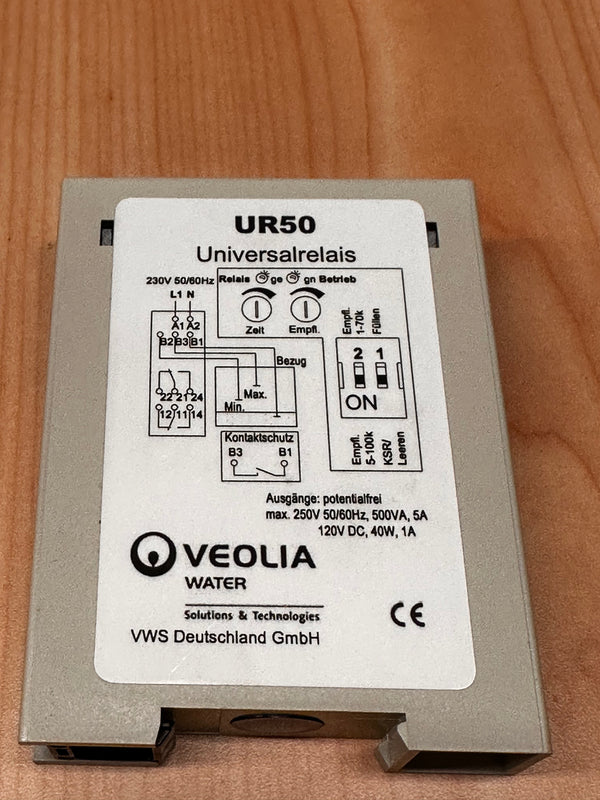 UR50
Universalrelais
230V 50/60Hz
L1 N
Relais ge gn Betrieb
Zeit Empfl.
A1 A2
B2 B3 B1
Bezug
Max.
Min.
22 21 24
12 11 14
Kontaktschutz
B3 B1
Empfl.
1-70k
Füllen
2 1
ON
Empfl.
5-100k
KSR/
Leeren
Ausgänge: potentialfrei
max. 250V 50/60Hz, 500VA, 5A
120V DC, 40W, 1A
VEOLIA
WATER
Solutions & Technologies
VWS Deutschland GmbH
CE